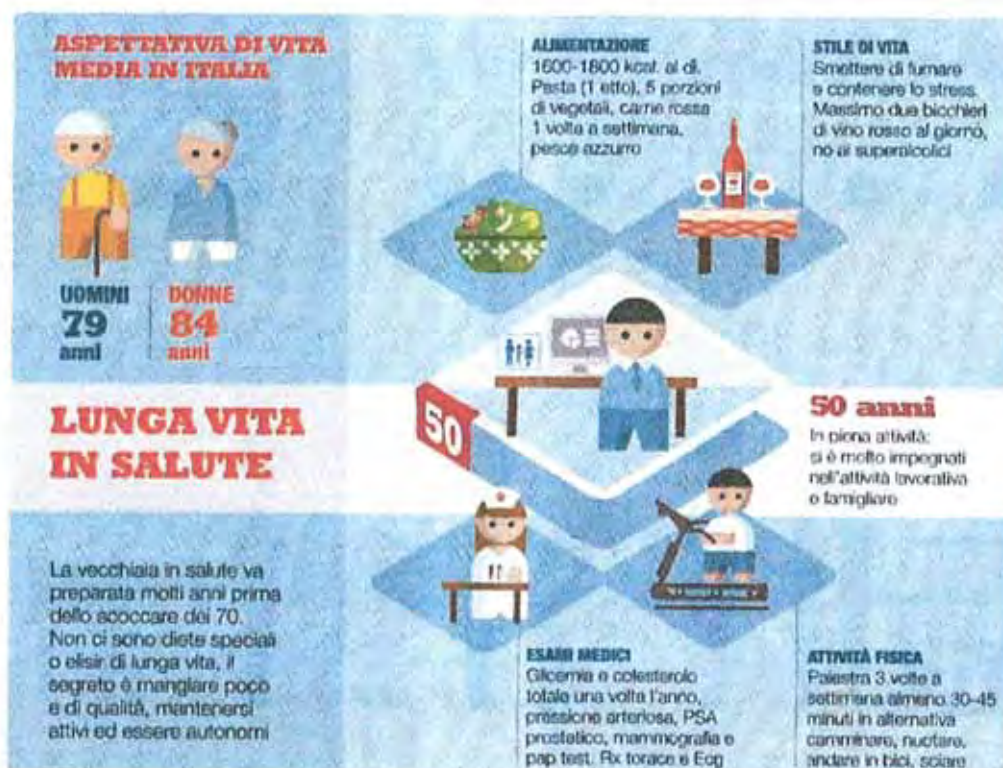 ASPETTATIVA DI VITA
MEDIA IN ITALIA
UOMINI
79
anni
DONNE
84
anni
LUNGA VITA
IN SALUTE
La vecchiaia in salute va
preparata molti anni prima
dello scoccare dei 70.
Non ci sono diete speciali
o elisir di lunga vita, il
segreto è mangiare poco
e di qualità, mantenersi
attivi ed essere autonomi
ALIMENTAZIONE
1600-1800 kcal. al dì.
Pasta (1 etto), 5 porzioni
di vegetali, carne rossa
1 volta a settimana,
pesce azzurro
STILE DI VITA
Smettere di fumare
e contenere lo stress.
Massimo due bicchieri
di vino rosso al giorno,
no ai superalcolici
50
50 anni
In piena attività:
si è molto impegnati
nell'attività lavorativa
e famigliare
ESAMI MEDICI
Glicemia e colesterolo
totale una volta l'anno,
pressione arteriosa, PSA
prostatico, mammografia e
pap test. Rx torace e Ecg
ATTIVITÀ FISICA
Palestra 3 volte a
settimana almeno 30-45
minuti in alternativa
camminare, nuotare,
andare in bici, sciare